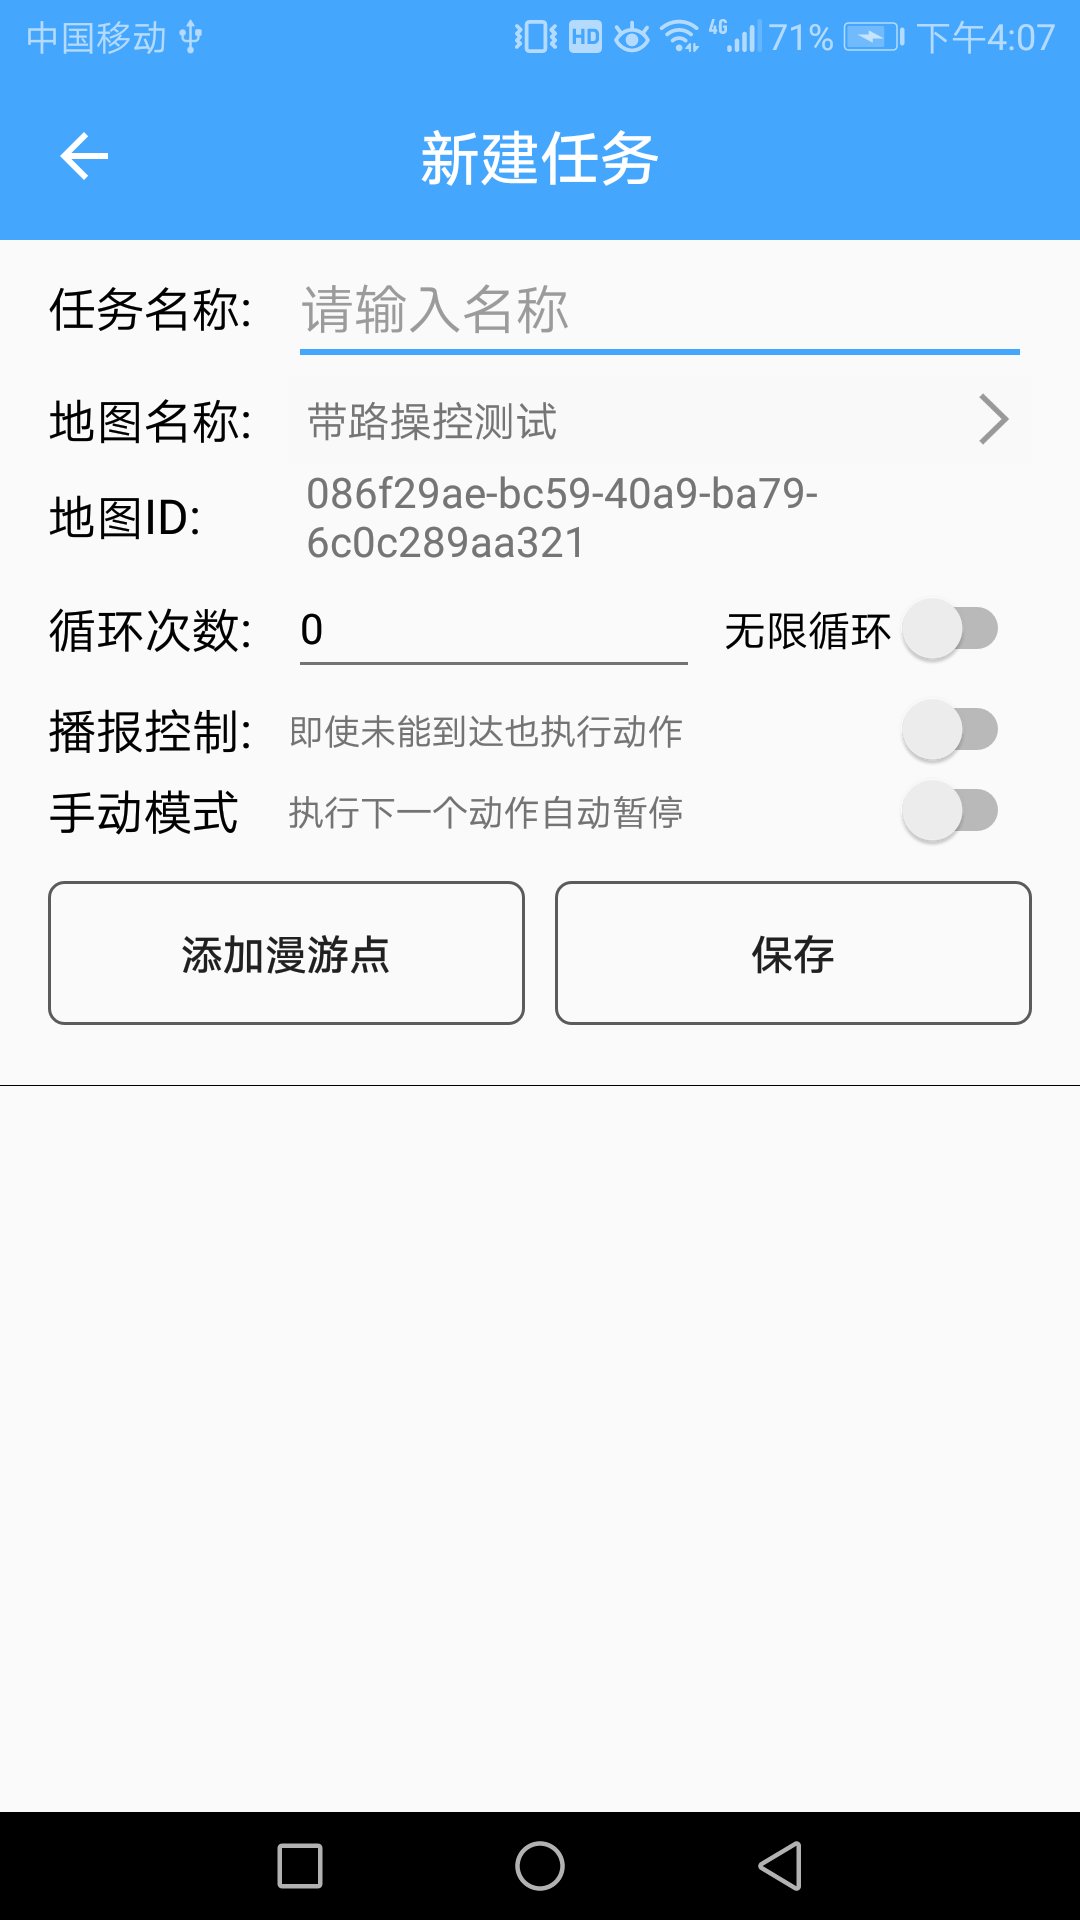 中国移动 HD 4G 71% 下午4:07
新建任务
任务名称: 请输入名称
地图名称: 带路操控测试
地图ID: 086f29ae-bc59-40a9-ba79-
6c0c289aa321
循环次数: 0 无限循环
播报控制: 即使未能到达也执行动作
手动模式 执行下一个动作自动暂停
添加漫游点 保存